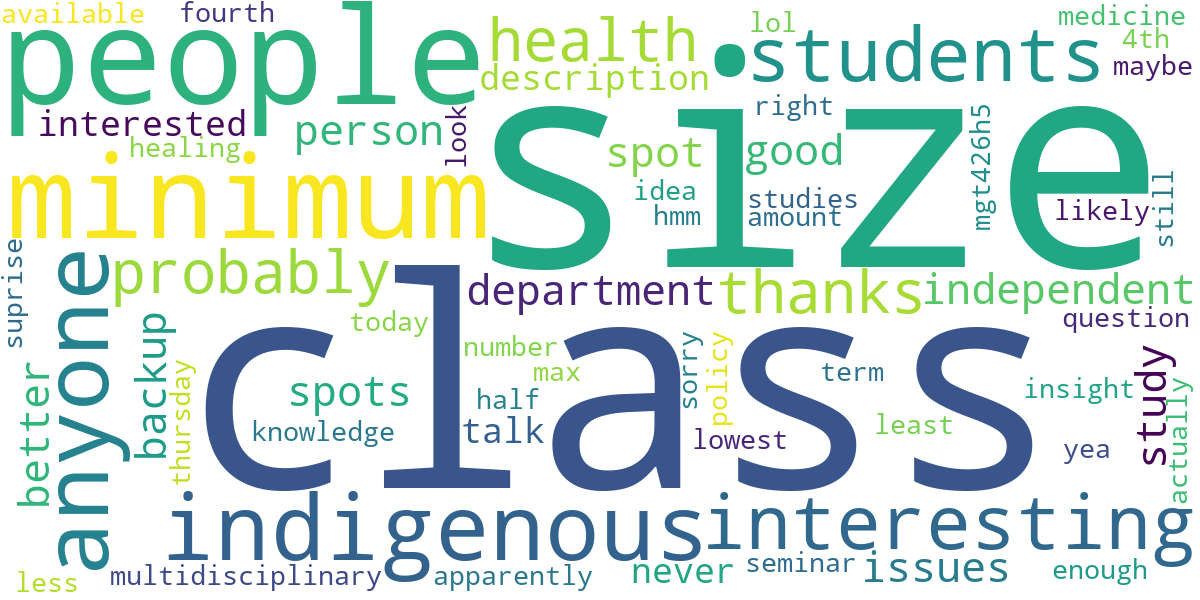 available
fourth
people
health
description
lol
students
medicine
4th
maybe
interested
healing
person
look
size
right
spot
good
idea
studies
hmm
amount
mgt426h5
likely
still
minimum
suprise
anyone
probably
department
thanks
independent
question
backup
today
number
max
sorry
policy
term
insight
study
actually
better
thursday
spots
knowledge
half
talk
lowest
least
yea
class
indigenous
interesting
less
multidisciplinary
apparently
never
seminar
issues
enough